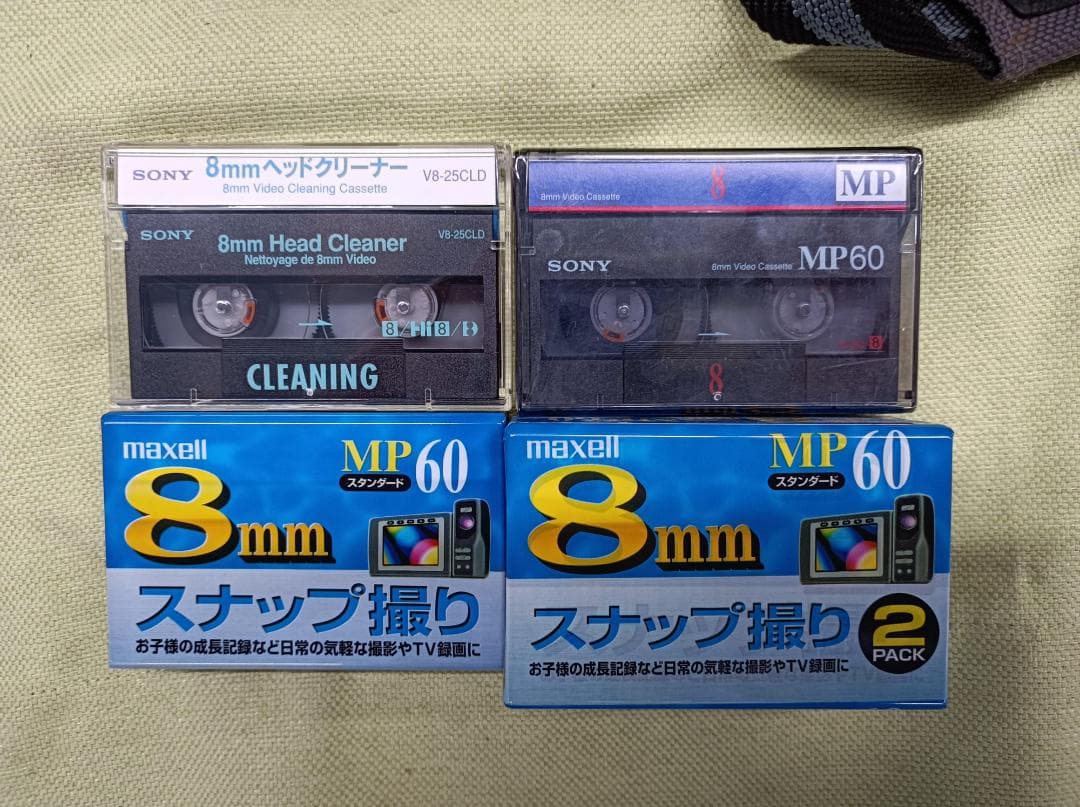 SONY
8mmヘッドクリーナー
8mm Video Cleaning Cassette
V8-25CLD
SONY
V8-25CLD
8mm Head Cleaner
Nettoyage de 8mm Video
8/Hi8/D
CLEANING
8mm Video Cassette
8
MP
SONY
8mm Video Cassette MP60
8
8
maxell
MP60
スタンダード
8mm
スナップ撮り
お子様の成長記録など日常の気軽な撮影やTV録画に
maxell
MP60
スタンダード
8mm
スナップ撮り
2
PACK
お子様の成長記録など日常の気軽な撮影やTV録画に